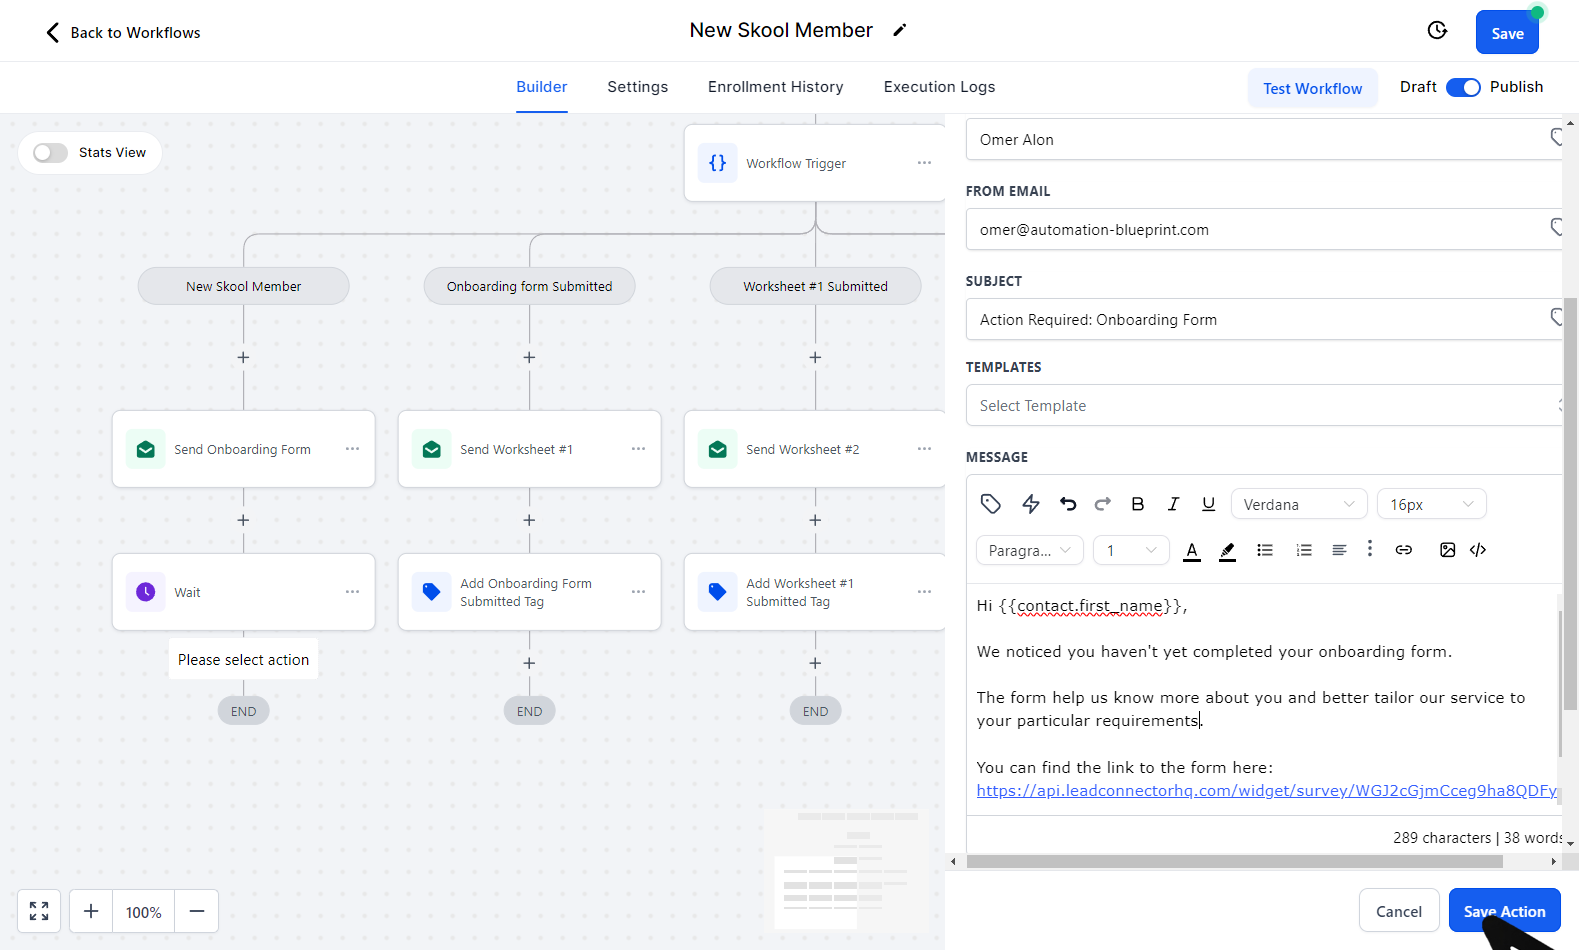 Back to Workflows
New Skool Member
Save
Builder
Settings
Enrollment History
Execution Logs
Test Workflow
Draft
Publish
Stats View
Workflow Trigger
New Skool Member
Onboarding form Submitted
Worksheet #1 Submitted
Send Onboarding Form
Send Worksheet #1
Send Worksheet #2
Wait
Add Onboarding Form
Submitted Tag
Add Worksheet #1
Submitted Tag
Please select action
END
END
END
100%
Omer Alon
FROM EMAIL
omer@automation-blueprint.com
SUBJECT
Action Required: Onboarding Form
TEMPLATES
Select Template
MESSAGE
B I U
Verdana
16px
Paragra...
1
A
Hi {{contact.first_name}},
We noticed you haven't yet completed your onboarding form.
The form help us know more about you and better tailor our service to
your particular requirements.
You can find the link to the form here:
https://api.leadconnectorhq.com/widget/survey/WGJ2cGjmCceg9ha8QDFy
289 characters | 38 words
Cancel
Save Action